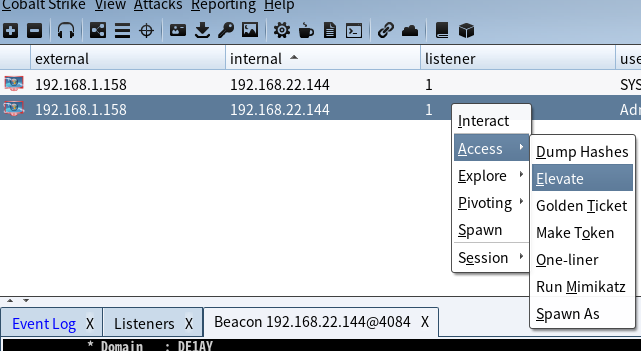 Cobalt Strike View Attacks Reporting Help
external internal listener
192.168.1.158 192.168.22.144 1 SYS
192.168.1.158 192.168.22.144 1 Adm
Interact
Access
Explore
Pivoting
Spawn
Session
Dump Hashes
Elevate
Golden Ticket
Make Token
One-liner
Run Mimikatz
Spawn As
Event Log X Listeners X Beacon 192.168.22.144@4084 X
* Domain : DE1AY